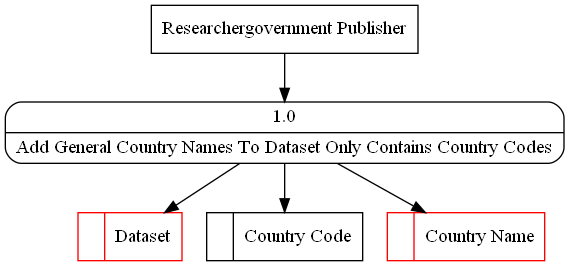 Researchergovernment Publisher
1.0
Add General Country Names To Dataset Only Contains Country Codes
Dataset
Country Code
Country Name